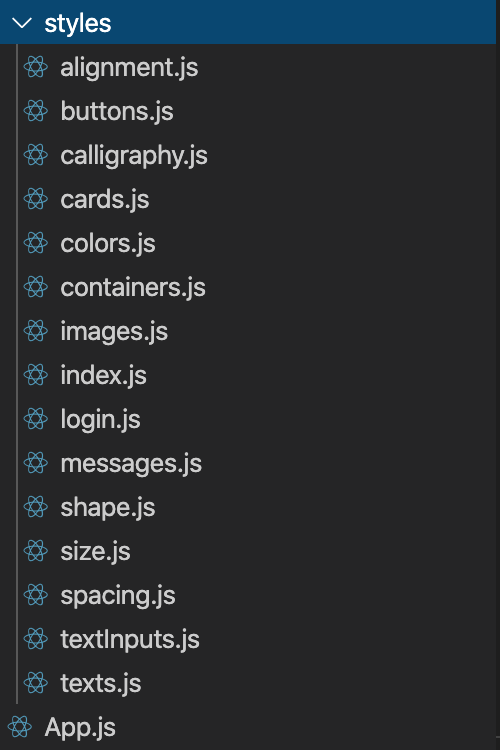 styles
alignment.js
buttons.js
calligraphy.js
cards.js
colors.js
containers.js
images.js
index.js
login.js
messages.js
shape.js
size.js
spacing.js
textInputs.js
texts.js
App.js